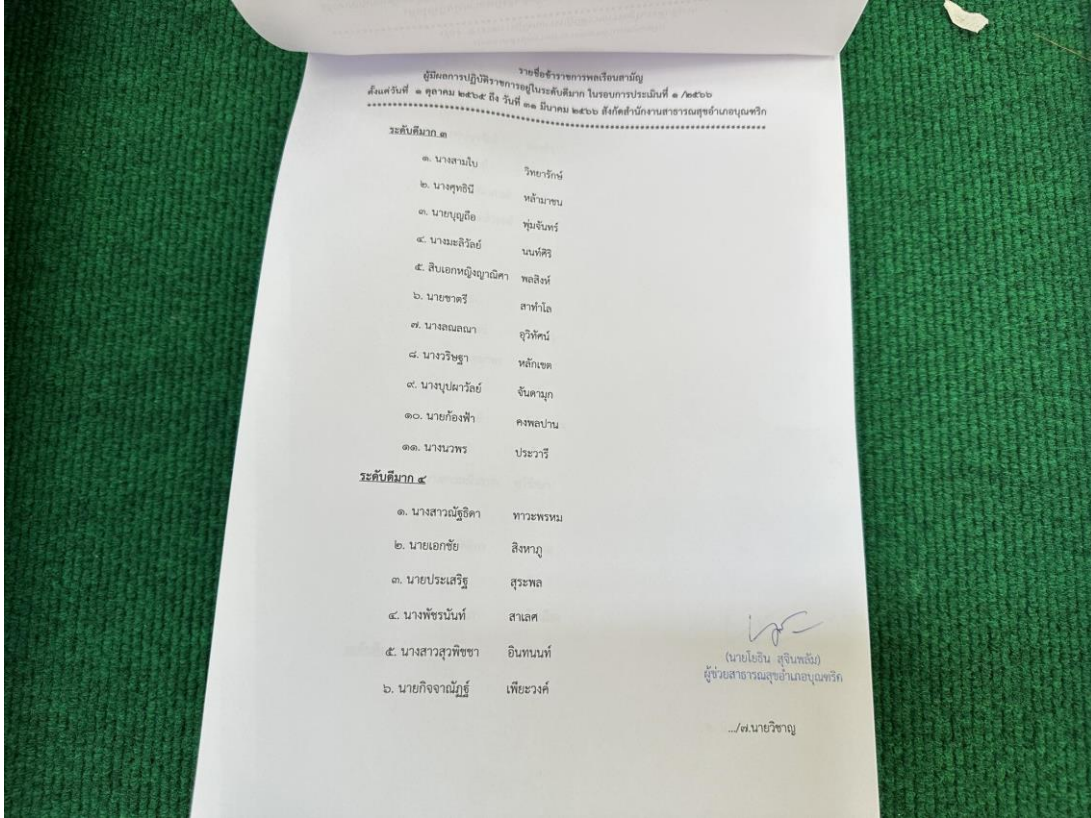 รายชื่อข้าราชการพลเรือนสามัญ
ผู้มีผลการปฏิบัติราชการอยู่ในระดับดีมาก ในรอบการประเมินที่ ๑ /๒๕๖๖
ตั้งแต่วันที่ ๑ ตุลาคม ๒๕๖๕ ถึง วันที่ ๓๑ มีนาคม ๒๕๖๖ สังกัดสำนักงานสาธารณสุขอำเภอบุณฑริก
ระดับดีมาก ๓
๑. นางสามใบ วิทยารักษ์
๒. นางศุทธินี หล้ามาชน
๓. นายบุญถือ พุ่มจันทร์
๔. นางมะลิวัลย์ นนท์ศิริ
๕. สิบเอกหญิงญาณิศา พลสิงห์
๖. นายชาตรี สาทำโล
๗. นางลณลณา อุวิทัศน์
๘. นางวริษฐา หลักเขต
๙. นางบุปผาวัลย์ จันดามุก
๑๐. นายก้องฟ้า คงพลปาน
๑๑. นางนวพร ประวารี
ระดับดีมาก ๔
๑. นางสาวณัฐธิดา ทาวะพรหม
๒. นายเอกชัย สิงหาภู
๓. นายประเสริฐ สุระพล
๔. นางพัชรนันท์ สาเลศ
๕. นางสาวสุวพิชชา อินทนนท์
๖. นายกิจจาณัฏฐ์ เพียะวงค์
(นายโยธิน สุจินพลัม)
ผู้ช่วยสาธารณสุขอำเภอบุณฑริก
.../๗.นายวิชาญ